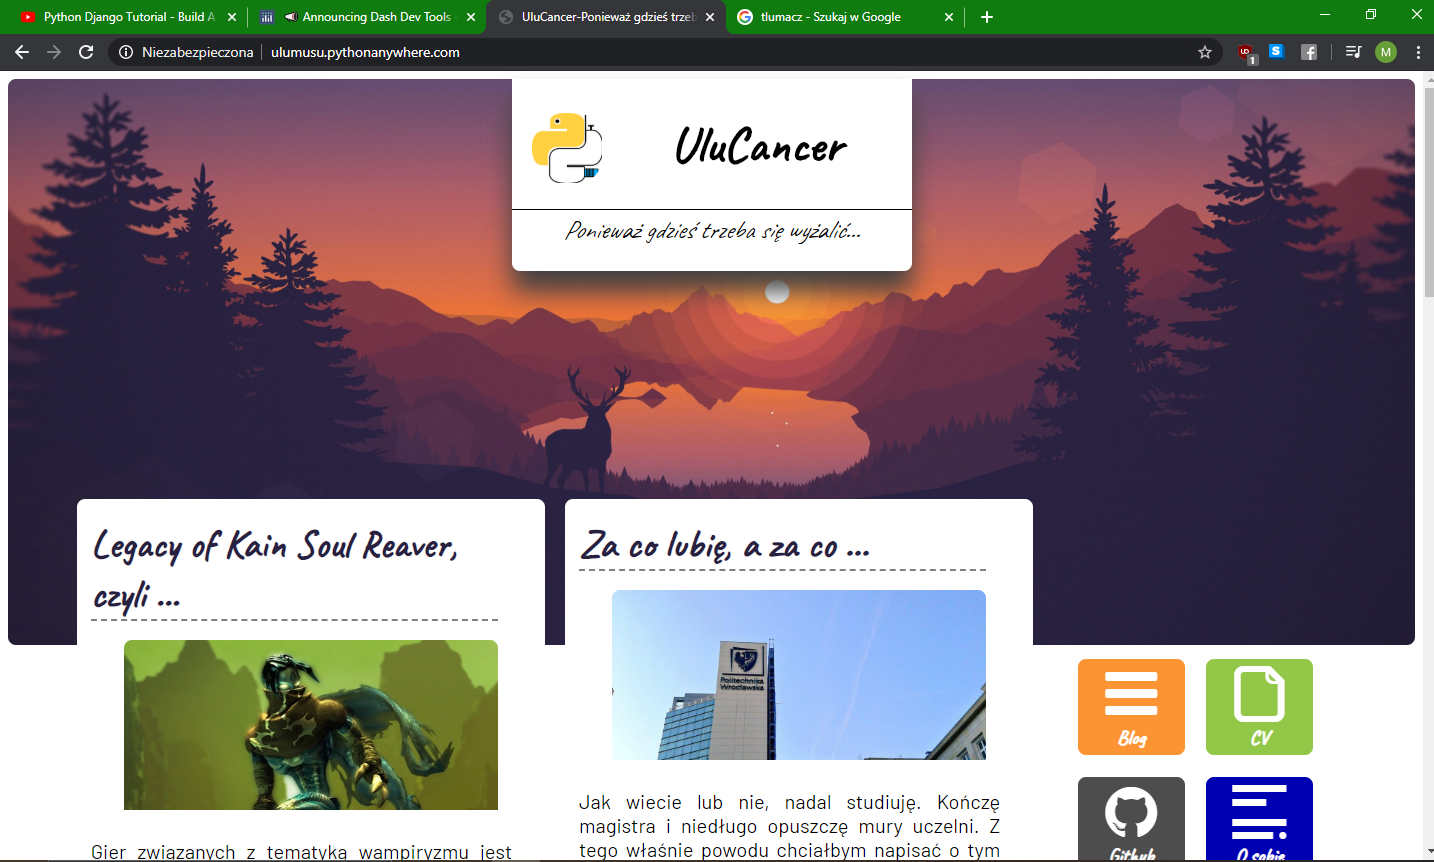 Python Django Tutorial - Build A
Announcing Dash Dev Tools -
UluCancer-Ponieważ gdzieś trzeb
tlumacz - Szukaj w Google
Niezabezpieczona | ulumusu.pythonanywhere.com
UD
1
S
M
UluCancer
Ponieważ gdzieś trzeba się wyżalić...
Legacy of Kain Soul Reaver,
czyli ...
Gier związanych z tematyką wampiryzmu jest
Za co lubię, a za co ...
Politechnika
Wrocławska
Jak wiecie lub nie, nadal studiuję. Kończę
magistra i niedługo opuszczę mury uczelni. Z
tego właśnie powodu chciałbym napisać o tym
Blog
CV
Github
O sobie